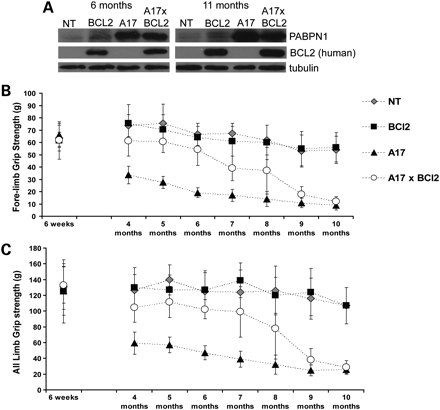 A
6 months
11 months
NT BCL2 A17 A17x BCL2
NT BCL2 A17 A17x BCL2
PABPN1
BCL2 (human)
tubulin
B
Fore-limb Grip Strength (g)
100
90
80
70
60
50
40
30
20
10
0
6 weeks
4 months
5 months
6 months
7 months
8 months
9 months
10 months
NT
BCl2
A17
A17 x BCl2
C
All Limb Grip strength (g)
180
160
140
120
100
80
60
40
20
0
6 weeks
4 months
5 months
6 months
7 months
8 months
9 months
10 months